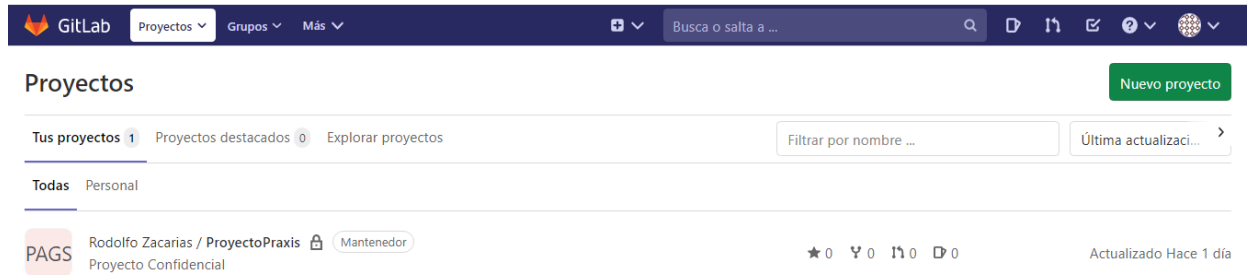 GitLab Proyectos Grupos Más Busca o salta a ...
Proyectos Nuevo proyecto
Tus proyectos 1 Proyectos destacados 0 Explorar proyectos Filtrar por nombre ... Última actualizaci...
Todas Personal
PAGS Rodolfo Zacarias / ProyectoPraxis Mantenedor 0 0 0 0 Actualizado Hace 1 día
Proyecto Confidencial